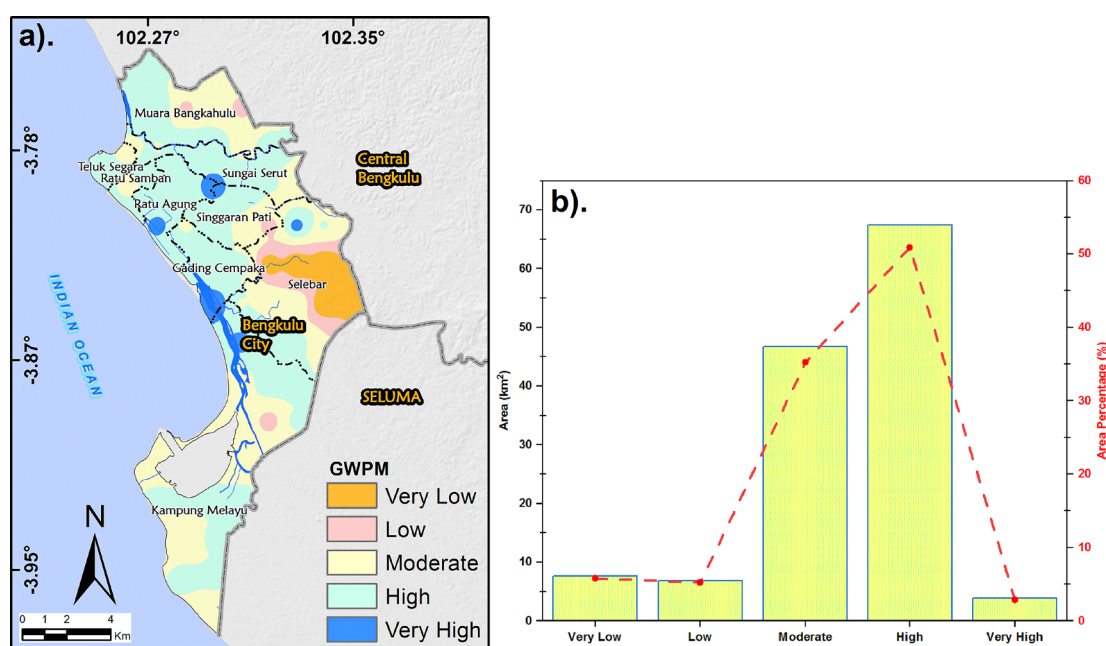 a).
102.27°
102.35°
-3.78°
-3.87°
-3.95°
Muara Bangkahulu
Teluk Segara
Ratu Samban
Sungai Serut
Ratu Agung
Singgaran Pati
Gading Cempaka
Selebar
Kampung Melayu
Central
Bengkulu
Bengkulu
City
SELUMA
INDIAN OCEAN
N
0 1 2 4
Km
GWPM
Very Low
Low
Moderate
High
Very High
b).
Area (km²)
70
60
50
40
30
20
10
0
Very Low Low Moderate High Very High
60
50
40
30
20
10
0
Area Percentage (%)